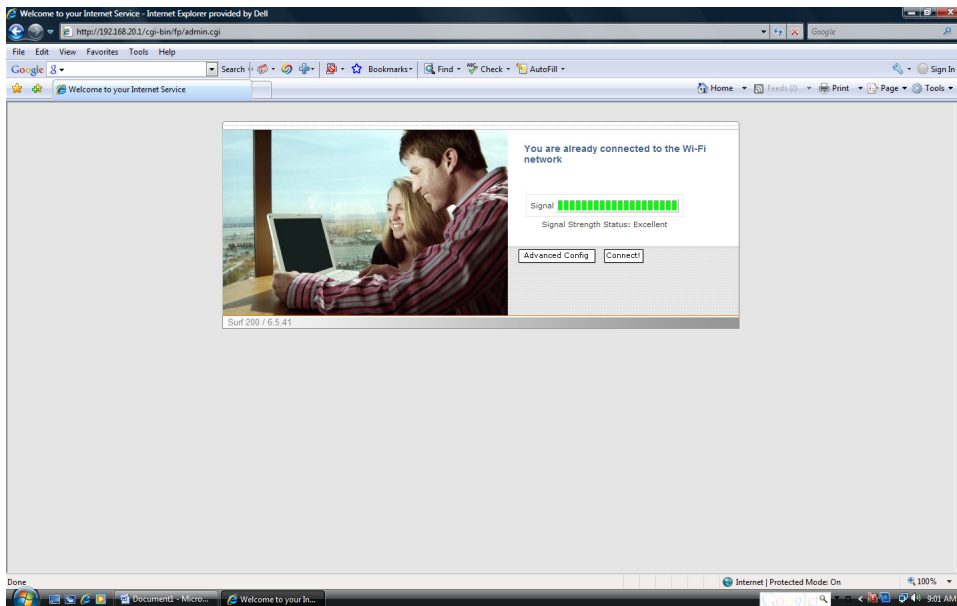 Welcome to your Internet Service - Internet Explorer provided by Dell
http://192.168.20.1/cgi-bin/fp/admin.cgi
Google
File Edit View Favorites Tools Help
Google Search Bookmarks Find Check AutoFill Sign In
Welcome to your Internet Service
Home Feeds (J) Print Page Tools
You are already connected to the Wi-Fi
network
Signal
Signal Strength Status: Excellent
Advanced Config Connect!
Surf 200 / 6.5.41
Done
Internet | Protected Mode: On 100%
Document1 - Micro... Welcome to your In... Google 9:01 AM